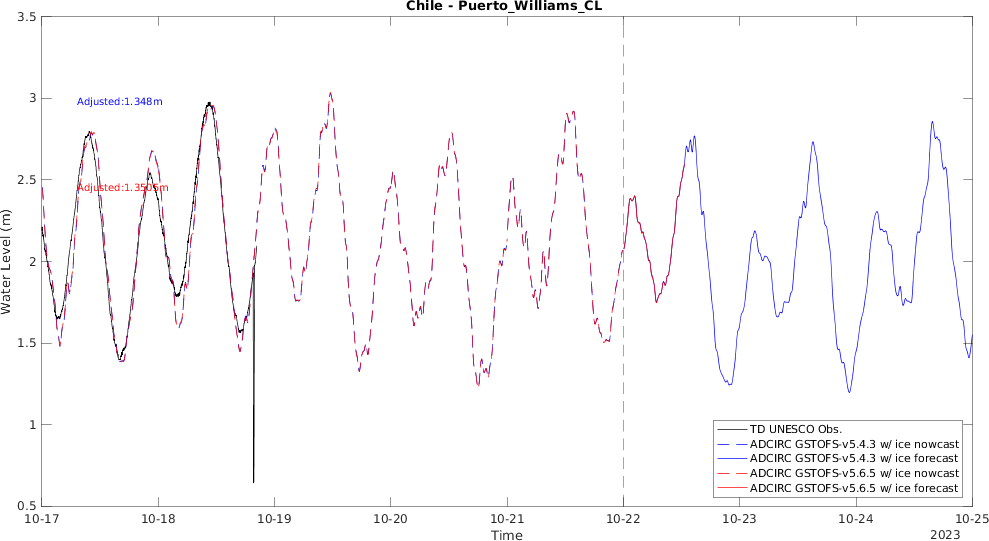 Chile - Puerto_Williams_CL
3.5
3
2.5
2
1.5
1
0.5
Water Level (m)
Adjusted:1.348m
Adjusted:1.3505m
TD UNESCO Obs.
ADCIRC GSTOFS-v5.4.3 w/ ice nowcast
ADCIRC GSTOFS-v5.4.3 w/ ice forecast
ADCIRC GSTOFS-v5.6.5 w/ ice nowcast
ADCIRC GSTOFS-v5.6.5 w/ ice forecast
10-17 10-18 10-19 10-20 10-21 10-22 10-23 10-24 10-25
Time
2023